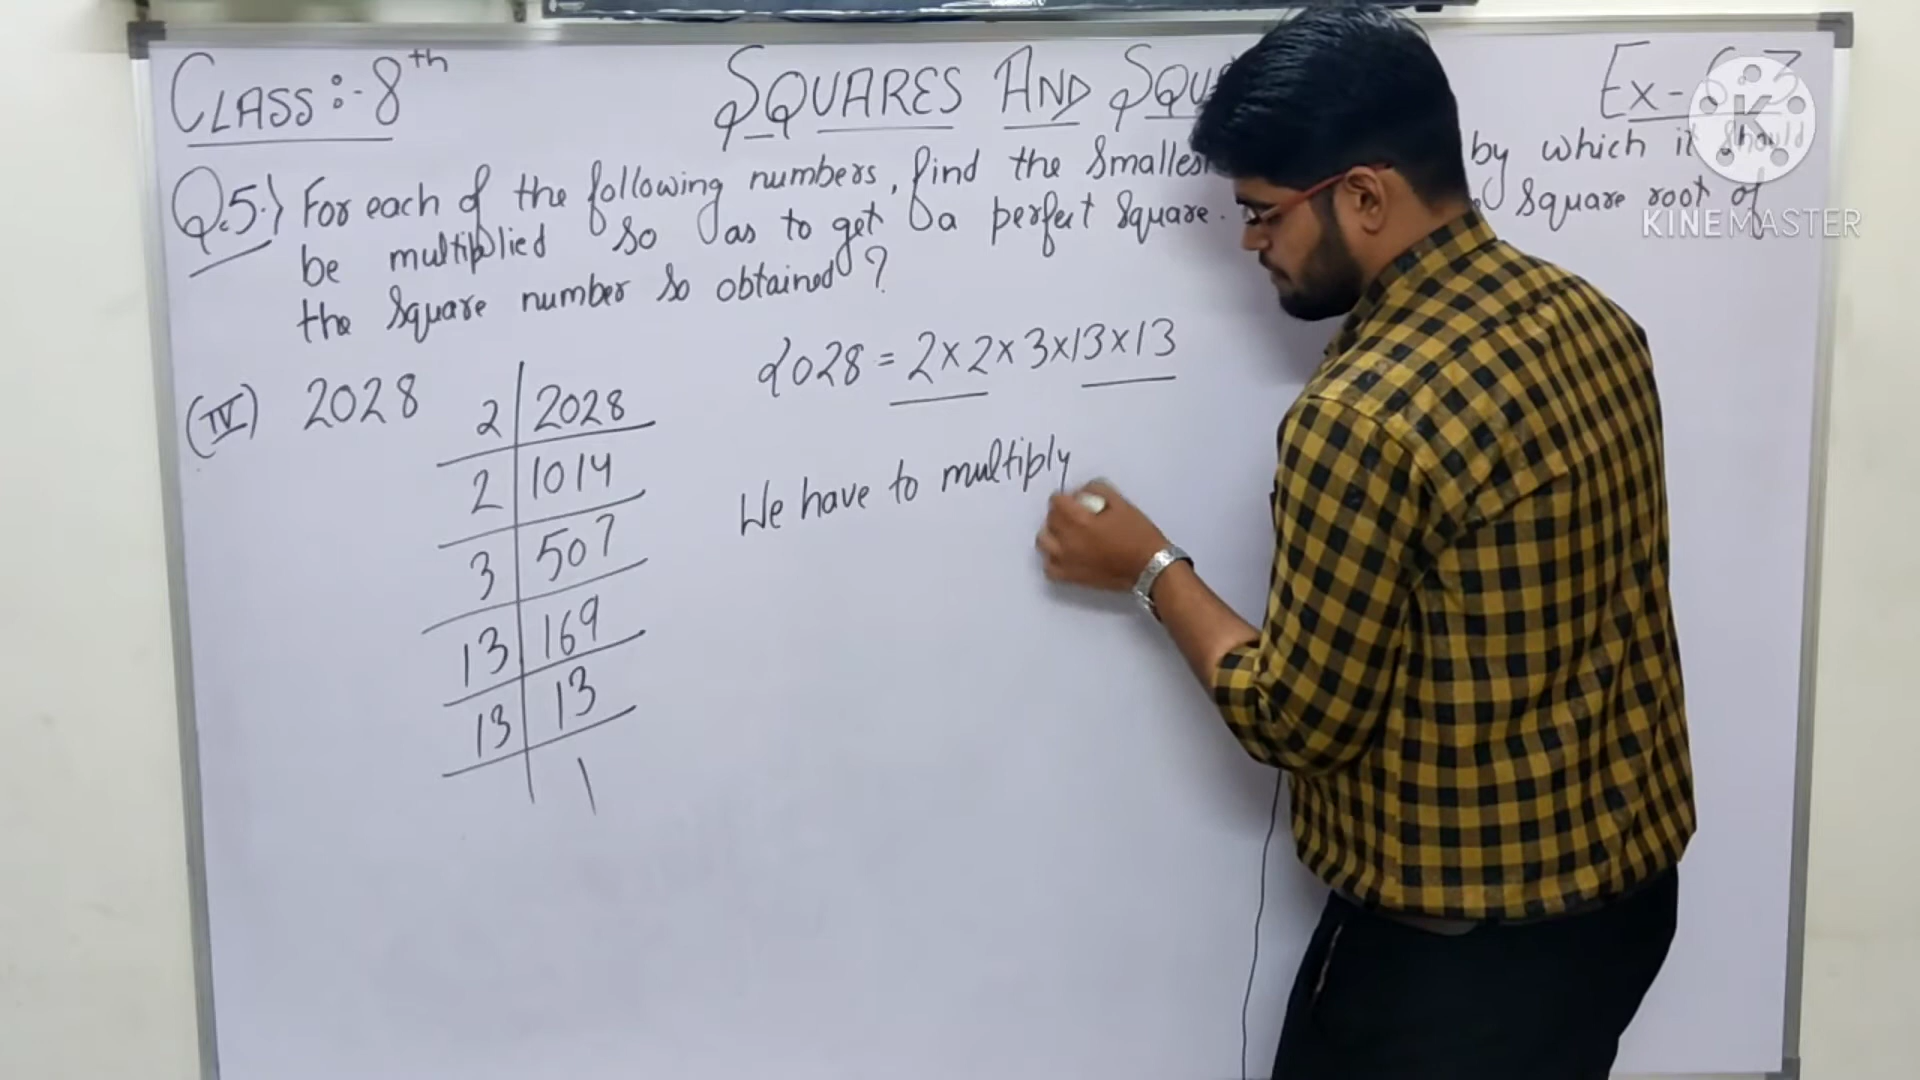 CLASS:-8th SQUARES AND SQU Ex-
Q.5.) For each of the following numbers, find the smallest by which it should
be multiplied so as to get a perfect square. square root of
the square number so obtained?
KINEMASTER
K
(IV) 2028
2 2028
2 1014
3 507
13 169
13 13
1
2028 = 2×2×3×13×13
We have to multiply